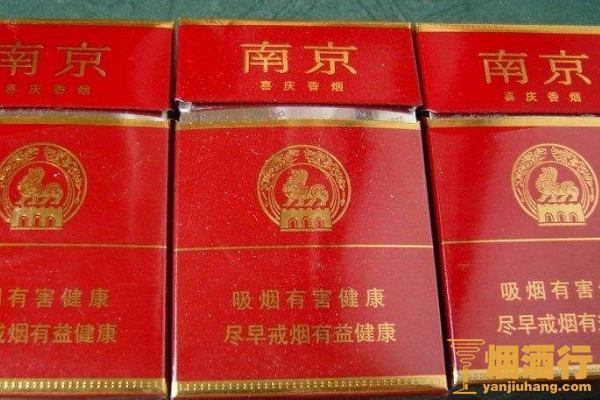 南京
喜庆香烟
南京
喜庆香烟
南京
喜庆香烟
有害健康
戒烟有益健康
吸烟有害健康
尽早戒烟有益健康
吸烟有害健
尽早戒烟有益
烟酒行
yanjiuhang.com